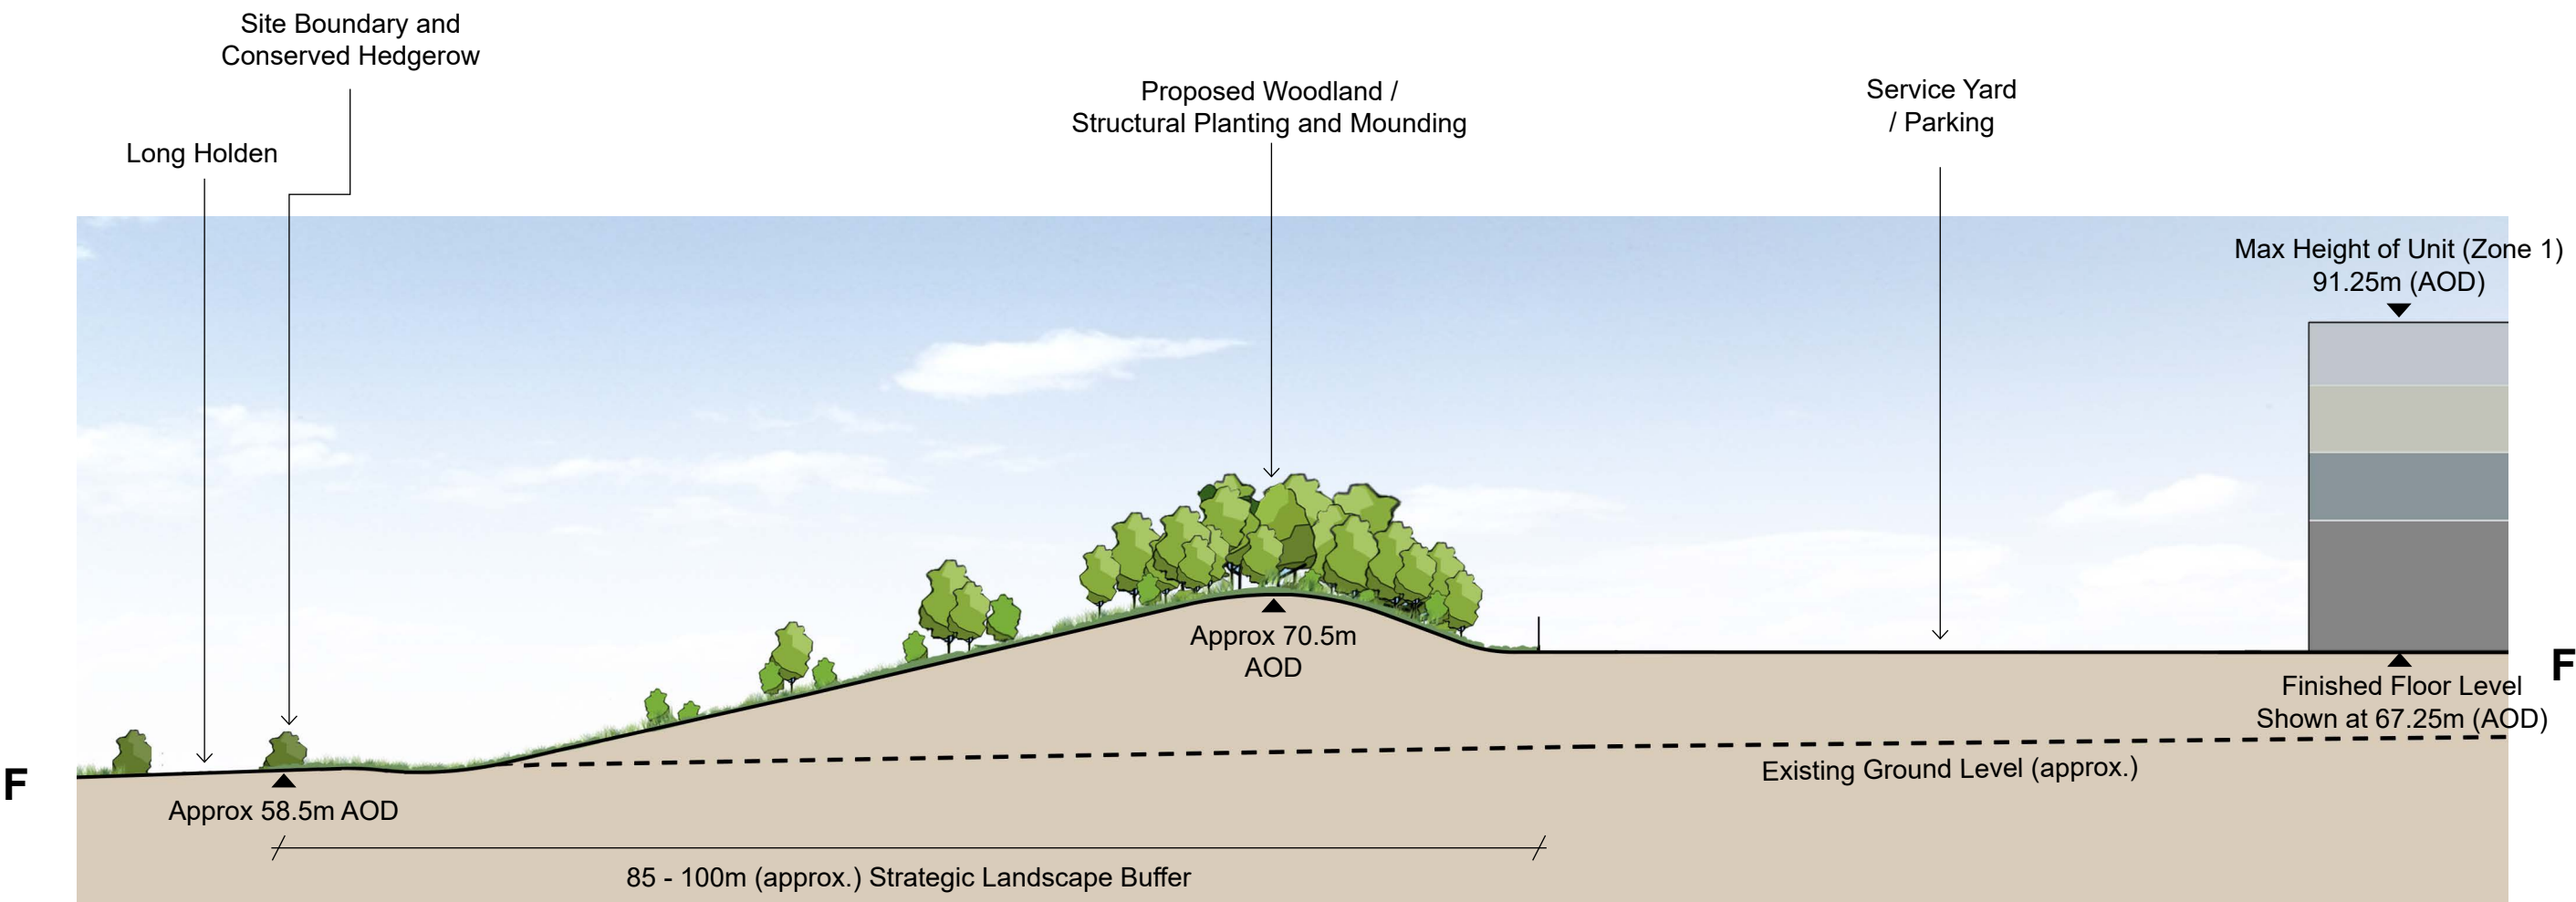 Site Boundary and
Conserved Hedgerow
Long Holden
Proposed Woodland /
Structural Planting and Mounding
Service Yard
/ Parking
Max Height of Unit (Zone 1)
91.25m (AOD)
Approx 70.5m
AOD
F
Finished Floor Level
Shown at 67.25m (AOD)
Existing Ground Level (approx.)
F
Approx 58.5m AOD
85 - 100m (approx.) Strategic Landscape Buffer